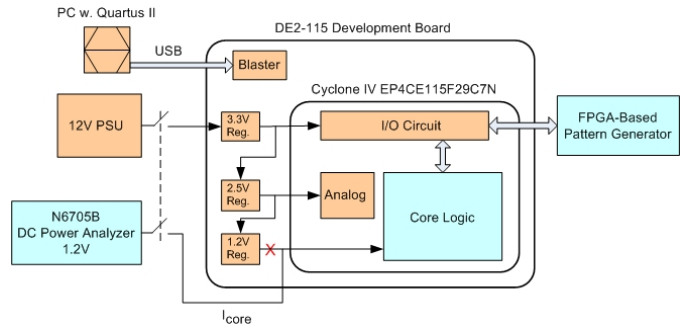 PC w. Quartus II
USB
DE2-115 Development Board
Blaster
Cyclone IV EP4CE115F29C7N
12V PSU
3.3V
Reg.
I/O Circuit
FPGA-Based
Pattern Generator
2.5V
Reg.
Analog
Core Logic
N6705B
DC Power Analyzer
1.2V
1.2V
Reg.
X
Icore